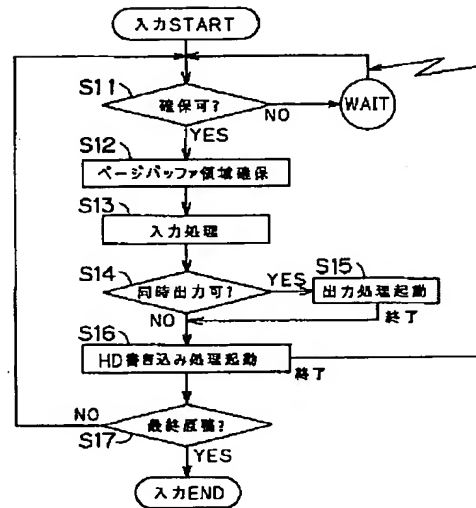 入力START
S11
確保可?
NO
WAIT
YES
S12
ページバッファ領域確保
S13
入力処理
S14
同時出力可?
YES
S15
出力処理起動
NO
終了
S16
HD書き込み処理起動
終了
NO
最終原稿?
S17
YES
入力END